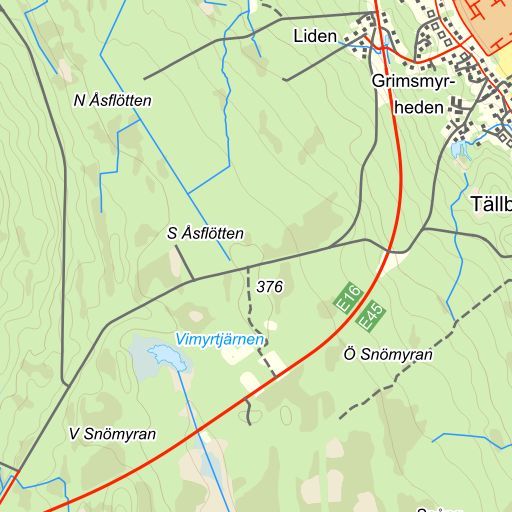 Liden
Grimsmyr-
heden
N Åsflötten
Tällb
S Åsflötten
376
E16
E45
Vimyrtjärnen
Ö Snömyran
V Snömyran